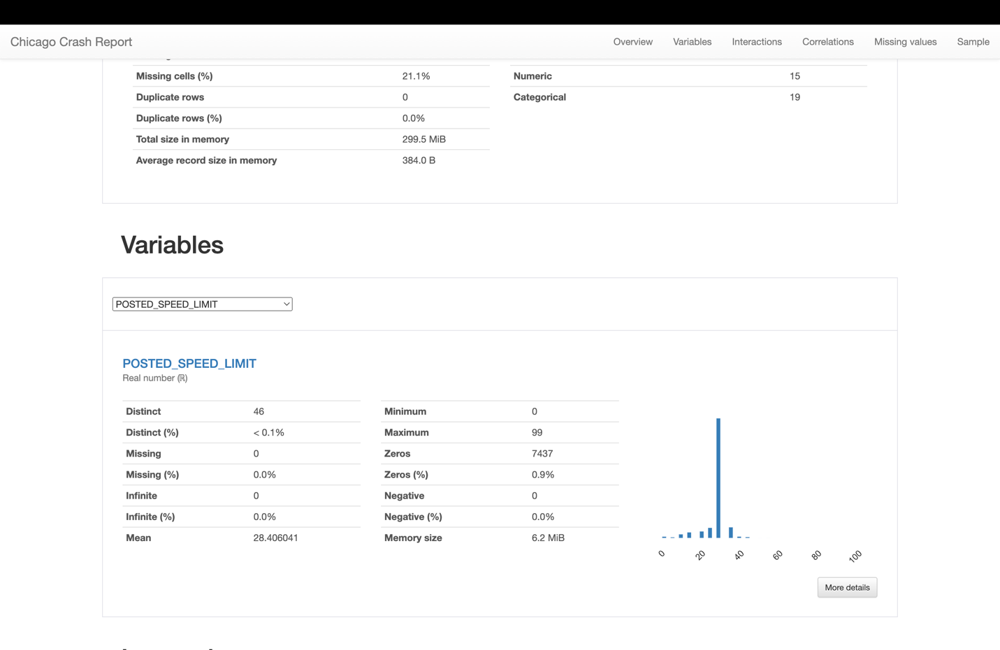 Chicago Crash Report Overview Variables Interactions Correlations Missing values Sample
Missing cells (%) 21.1% Numeric 15
Duplicate rows 0 Categorical 19
Duplicate rows (%) 0.0%
Total size in memory 299.5 MiB
Average record size in memory 384.0 B
Variables
POSTED_SPEED_LIMIT
POSTED_SPEED_LIMIT
Real number (ℝ)
Distinct 46 Minimum 0
Distinct (%) < 0.1% Maximum 99
Missing 0 Zeros 7437
Missing (%) 0.0% Zeros (%) 0.9%
Infinite 0 Negative 0
Infinite (%) 0.0% Negative (%) 0.0%
Mean 28.406041 Memory size 6.2 MiB
0 20 40 60 80 100
More details